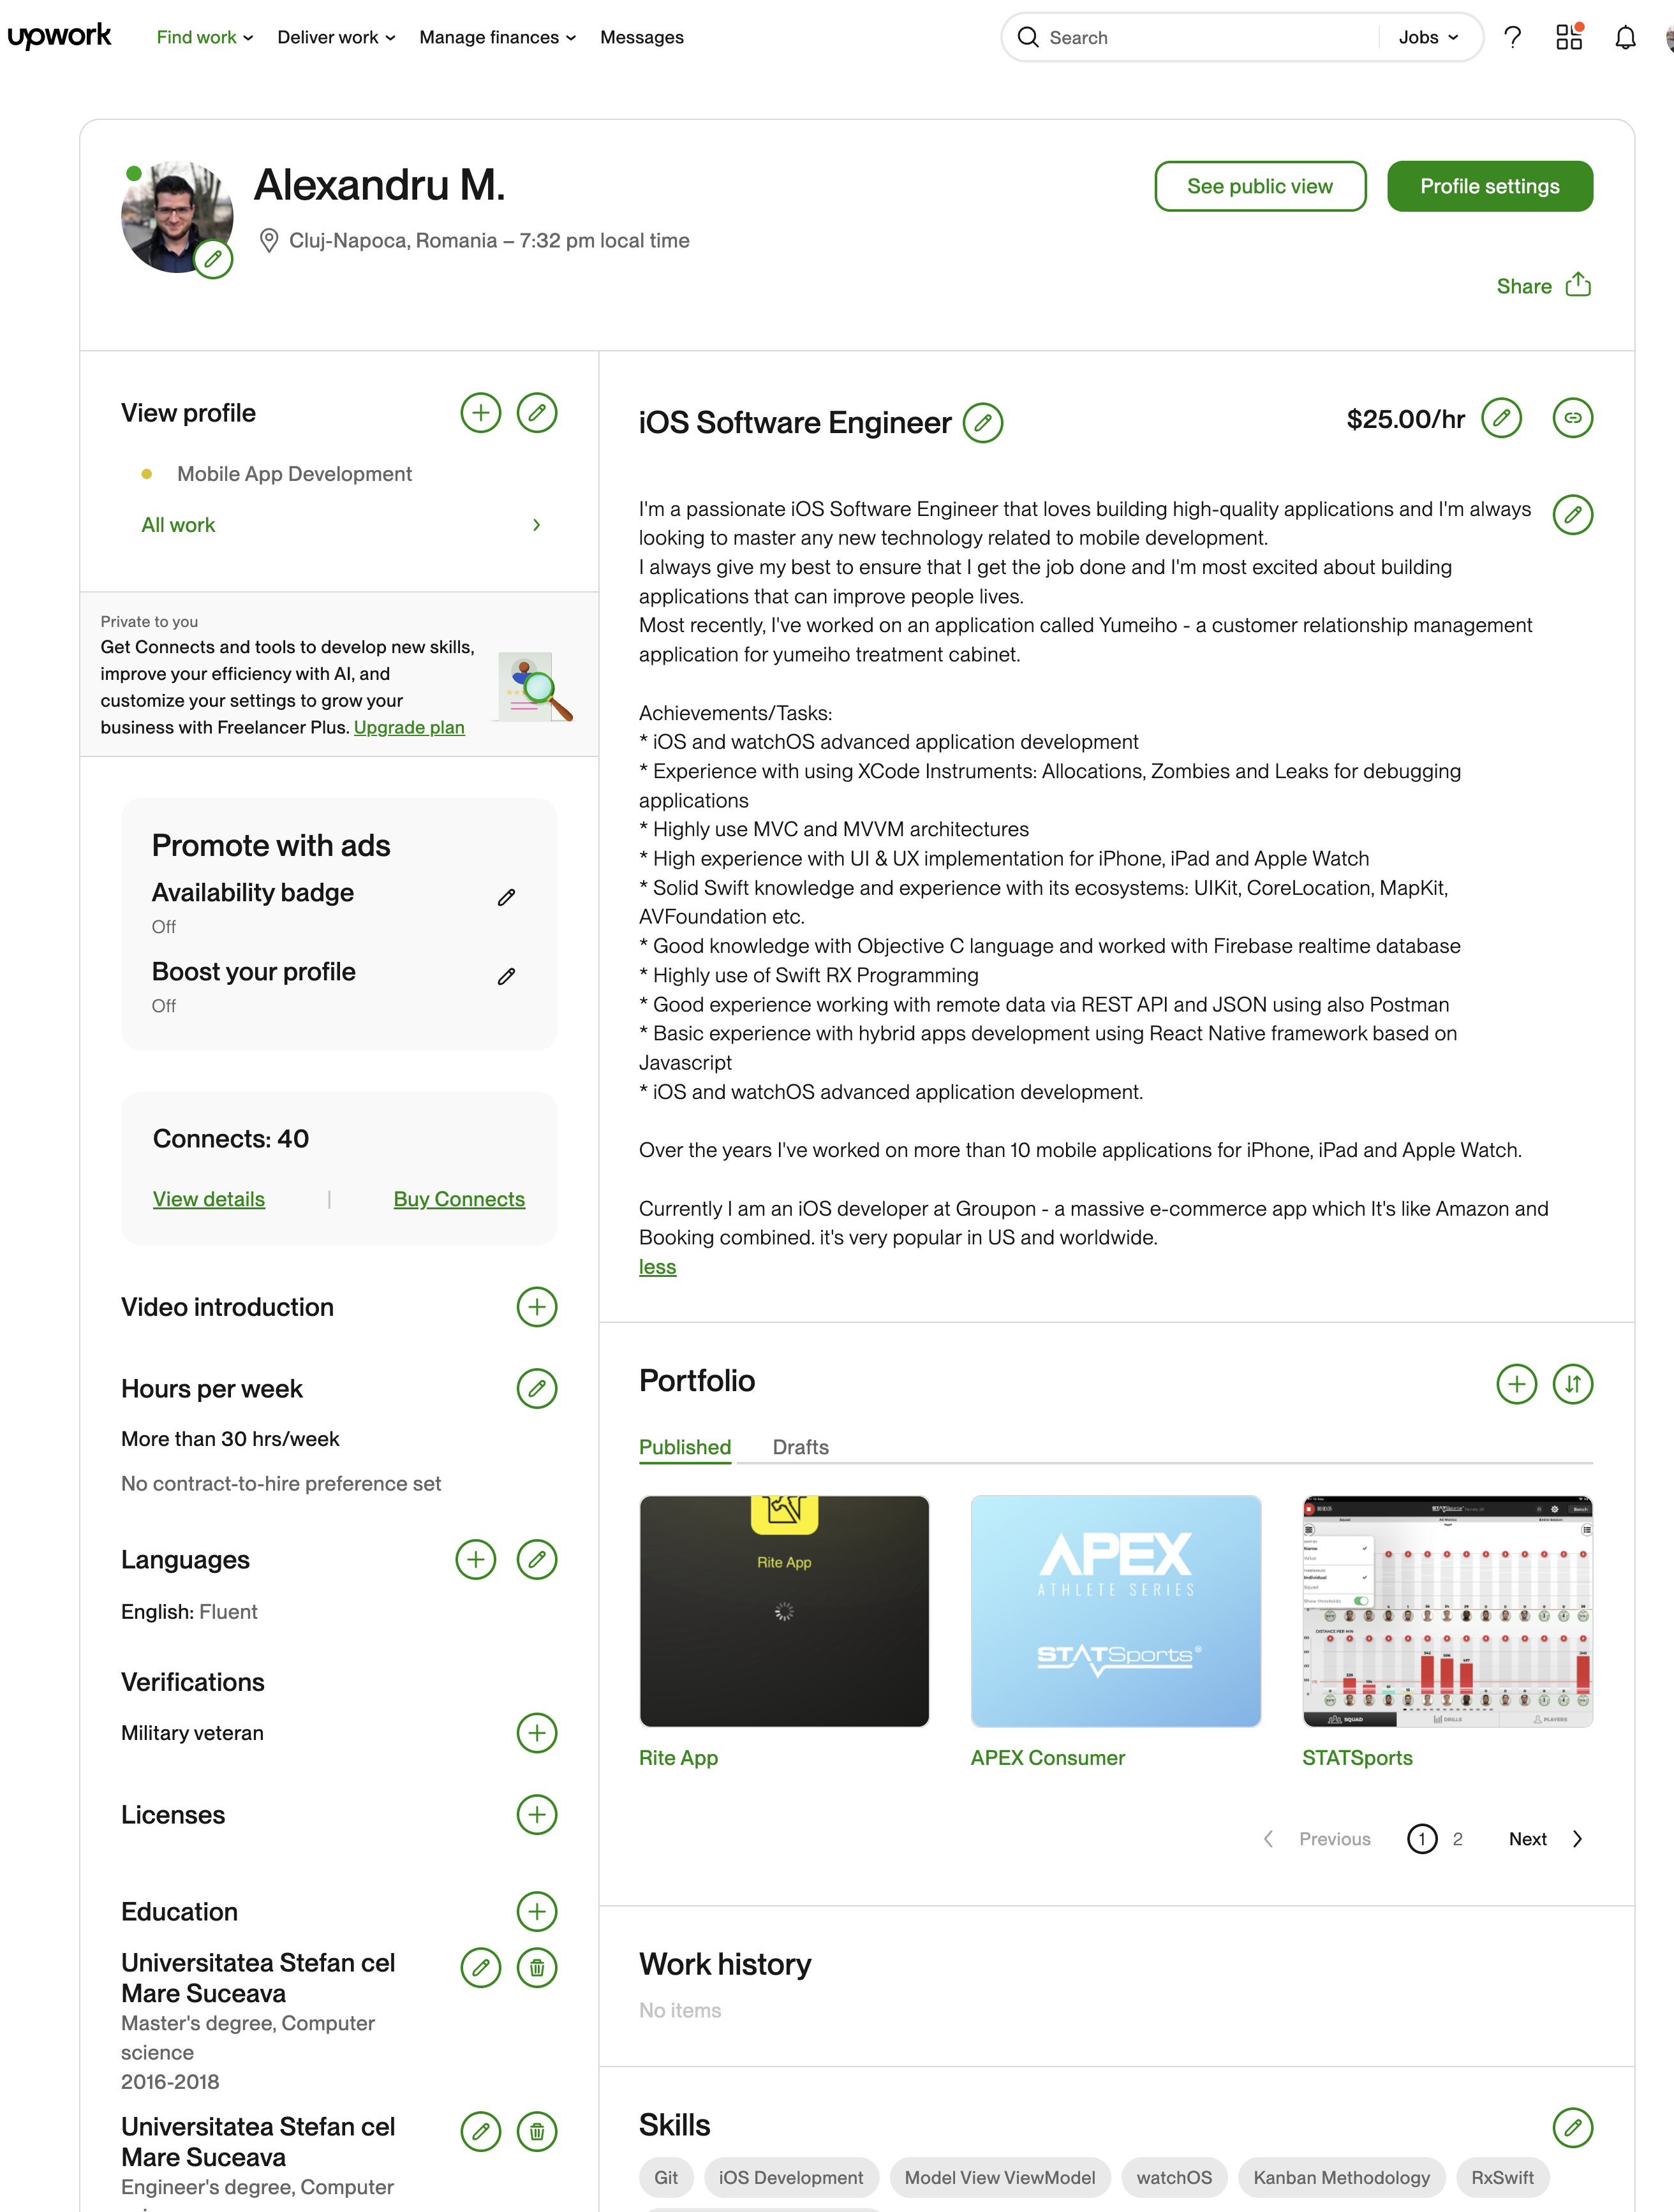 upwork
Find work
Deliver work
Manage finances
Messages
Search
Jobs
Alexandru M.
Cluj-Napoca, Romania – 7:32 pm local time
See public view
Profile settings
Share
View profile
Mobile App Development
All work
Private to you
Get Connects and tools to develop new skills,
improve your efficiency with AI, and
customize your settings to grow your
business with Freelancer Plus. Upgrade plan
Promote with ads
Availability badge
Off
Boost your profile
Off
Connects: 40
View details | Buy Connects
Video introduction
Hours per week
More than 30 hrs/week
No contract-to-hire preference set
Languages
English: Fluent
Verifications
Military veteran
Licenses
Education
Universitatea Stefan cel
Mare Suceava
Master's degree, Computer
science
2016-2018
Universitatea Stefan cel
Mare Suceava
Engineer's degree, Computer
iOS Software Engineer
$25.00/hr
I'm a passionate iOS Software Engineer that loves building high-quality applications and I'm always
looking to master any new technology related to mobile development.
I always give my best to ensure that I get the job done and I'm most excited about building
applications that can improve people lives.
Most recently, I've worked on an application called Yumeiho - a customer relationship management
application for yumeiho treatment cabinet.
Achievements/Tasks:
* iOS and watchOS advanced application development
* Experience with using XCode Instruments: Allocations, Zombies and Leaks for debugging
applications
* Highly use MVC and MVVM architectures
* High experience with UI & UX implementation for iPhone, iPad and Apple Watch
* Solid Swift knowledge and experience with its ecosystems: UIKit, CoreLocation, MapKit,
AVFoundation etc.
* Good knowledge with Objective C language and worked with Firebase realtime database
* Highly use of Swift RX Programming
* Good experience working with remote data via REST API and JSON using also Postman
* Basic experience with hybrid apps development using React Native framework based on
Javascript
* iOS and watchOS advanced application development.
Over the years I've worked on more than 10 mobile applications for iPhone, iPad and Apple Watch.
Currently I am an iOS developer at Groupon - a massive e-commerce app which It's like Amazon and
Booking combined. it's very popular in US and worldwide.
less
Portfolio
Published
Drafts
Rite App
APEX
ATHLETE SERIES
STATSports®
Name
Value
Individual
Squad
Show thresholds
DISTANCE PER MIN
SQUAD
DRILLS
PLAYERS
Rite App
APEX Consumer
STATSports
Previous
1
2
Next
Work history
No items
Skills
Git
iOS Development
Model View ViewModel
watchOS
Kanban Methodology
RxSwift